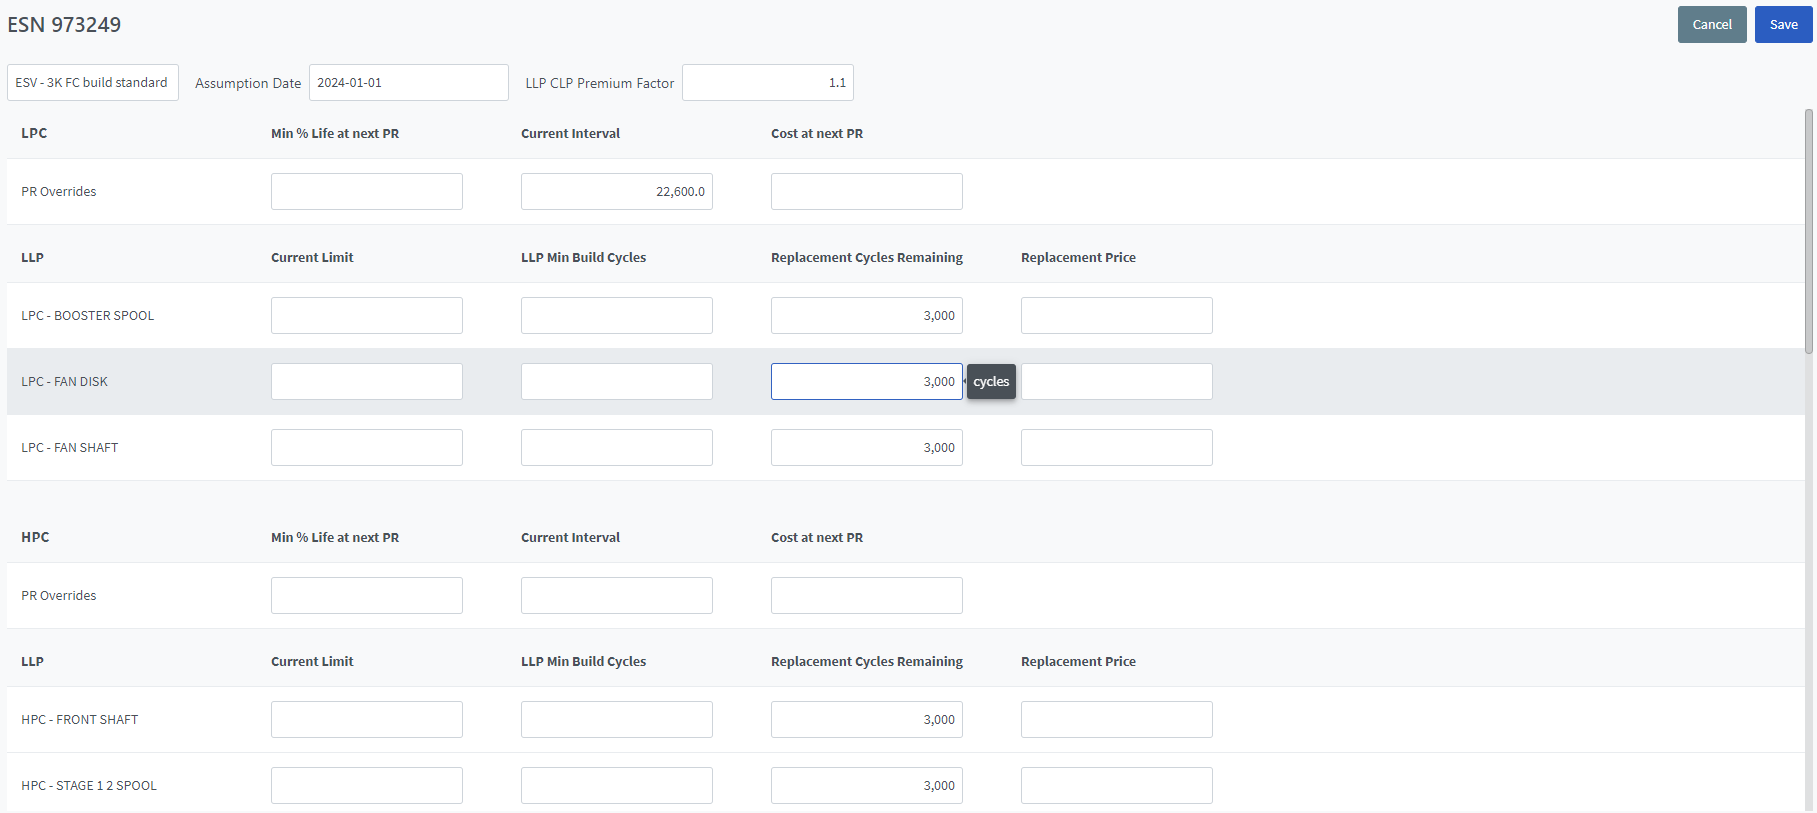 ESN 973249
Cancel
Save
ESV - 3K FC build standard
Assumption Date
2024-01-01
LLP CLP Premium Factor
1.1
LPC Min % Life at next PR Current Interval Cost at next PR
PR Overrides 22,600.0
LLP Current Limit LLP Min Build Cycles Replacement Cycles Remaining Replacement Price
LPC - BOOSTER SPOOL 3,000
LPC - FAN DISK 3,000 cycles
LPC - FAN SHAFT 3,000
HPC Min % Life at next PR Current Interval Cost at next PR
PR Overrides
LLP Current Limit LLP Min Build Cycles Replacement Cycles Remaining Replacement Price
HPC - FRONT SHAFT 3,000
HPC - STAGE 1 2 SPOOL 3,000